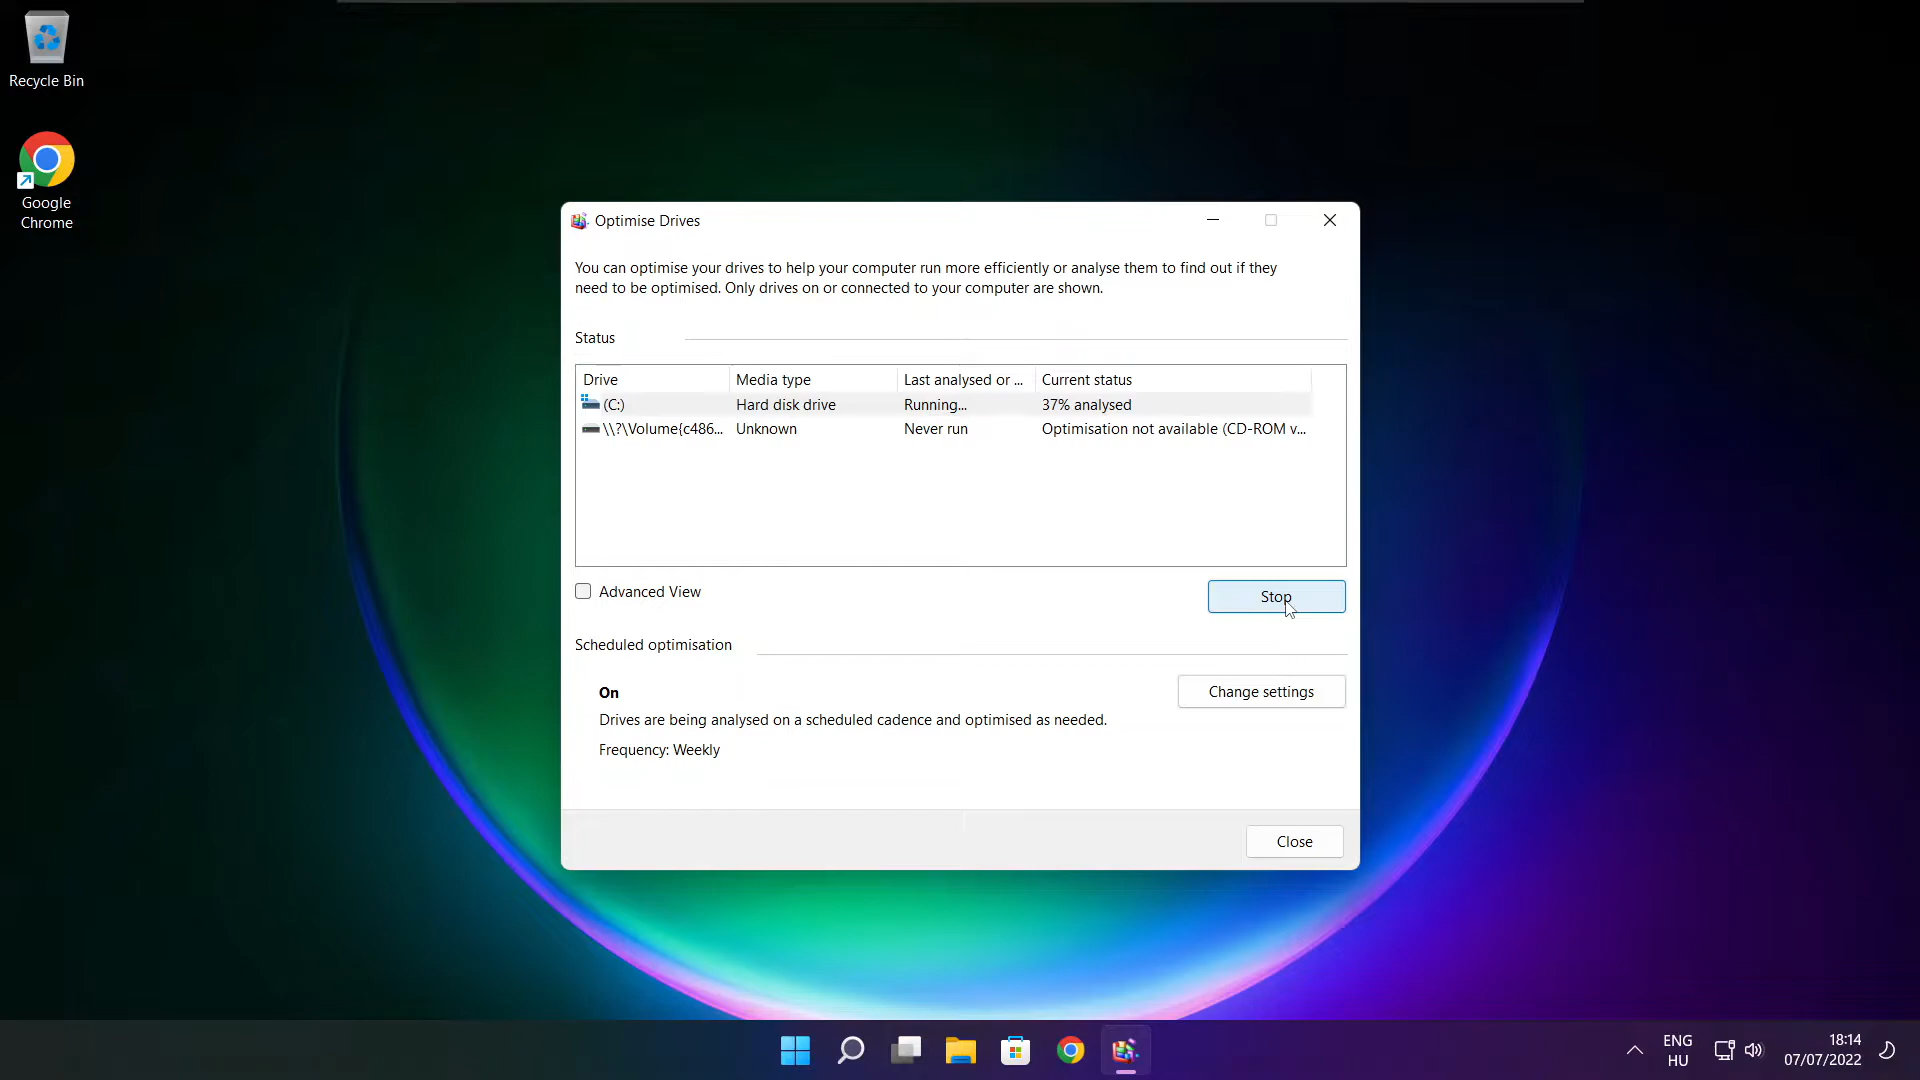 Recycle Bin
Google
Chrome
Optimise Drives
You can optimise your drives to help your computer run more efficiently or analyse them to find out if they
need to be optimised. Only drives on or connected to your computer are shown.
Status
Drive Media type Last analysed or ... Current status
(C:) Hard disk drive Running... 37% analysed
\\?\Volume{c486... Unknown Never run Optimisation not available (CD-ROM v...
Advanced View
Stop
Scheduled optimisation
On
Change settings
Drives are being analysed on a scheduled cadence and optimised as needed.
Frequency: Weekly
Close
ENG
HU
18:14
07/07/2022